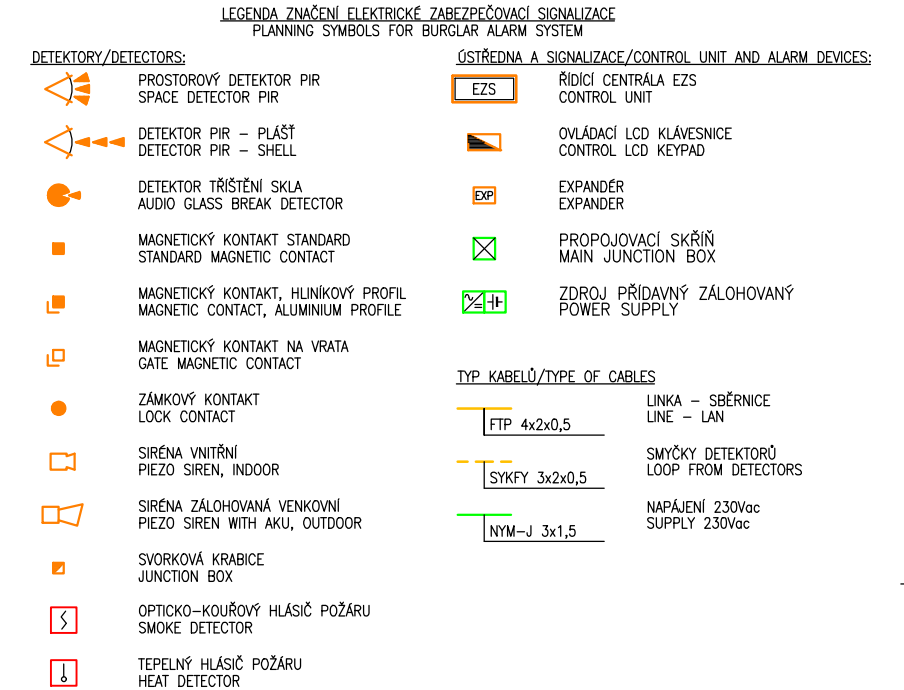 LEGENDA ZNAČENÍ ELEKTRICKÉ ZABEZPEČOVACÍ SIGNALIZACE
PLANNING SYMBOLS FOR BURGLAR ALARM SYSTEM
DETEKTORY/DETECTORS:
PROSTOROVÝ DETEKTOR PIR
SPACE DETECTOR PIR
DETEKTOR PIR – PLÁŠŤ
DETECTOR PIR – SHELL
DETEKTOR TŘÍŠTĚNÍ SKLA
AUDIO GLASS BREAK DETECTOR
MAGNETICKÝ KONTAKT STANDARD
STANDARD MAGNETIC CONTACT
MAGNETICKÝ KONTAKT, HLINÍKOVÝ PROFIL
MAGNETIC CONTACT, ALUMINIUM PROFILE
MAGNETICKÝ KONTAKT NA VRATA
GATE MAGNETIC CONTACT
ZÁMKOVÝ KONTAKT
LOCK CONTACT
SIRÉNA VNITŘNÍ
PIEZO SIREN, INDOOR
SIRÉNA ZÁLOHOVANÁ VENKOVNÍ
PIEZO SIREN WITH AKU, OUTDOOR
SVORKOVÁ KRABICE
JUNCTION BOX
OPTICKO–KOUŘOVÝ HLÁSIČ POŽÁRU
SMOKE DETECTOR
TEPELNÝ HLÁSIČ POŽÁRU
HEAT DETECTOR
ÚSTŘEDNA A SIGNALIZACE/CONTROL UNIT AND ALARM DEVICES:
EZS
ŘÍDÍCÍ CENTRÁLA EZS
CONTROL UNIT
OVLÁDACÍ LCD KLÁVESNICE
CONTROL LCD KEYPAD
EXP
EXPANDÉR
EXPANDER
PROPOJOVACÍ SKŘÍŇ
MAIN JUNCTION BOX
ZDROJ PŘÍDAVNÝ ZÁLOHOVANÝ
POWER SUPPLY
TYP KABELŮ/TYPE OF CABLES
FTP 4x2x0,5
LINKA – SBĚRNICE
LINE – LAN
SYKFY 3x2x0,5
SMYČKY DETEKTORŮ
LOOP FROM DETECTORS
NYM–J 3x1,5
NAPÁJENÍ 230Vac
SUPPLY 230Vac